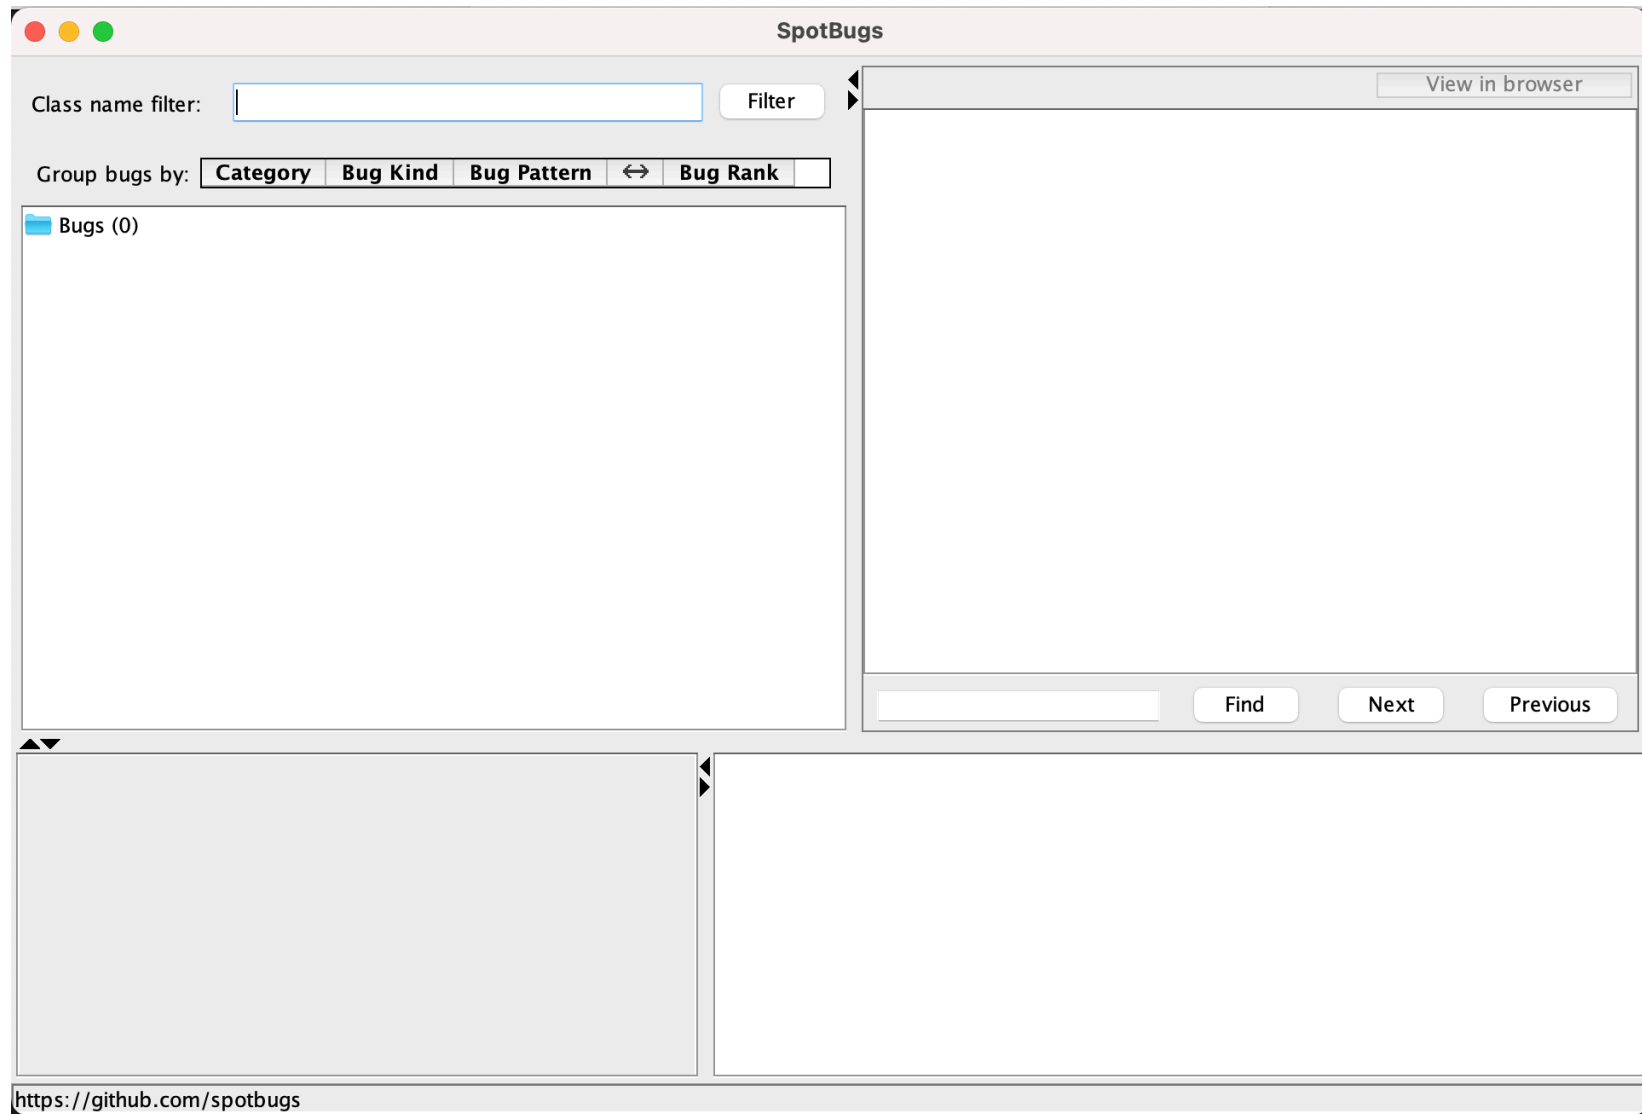 SpotBugs
Class name filter:
Filter
View in browser
Group bugs by: Category Bug Kind Bug Pattern ↔ Bug Rank
Bugs (0)
Find Next Previous
https://github.com/spotbugs